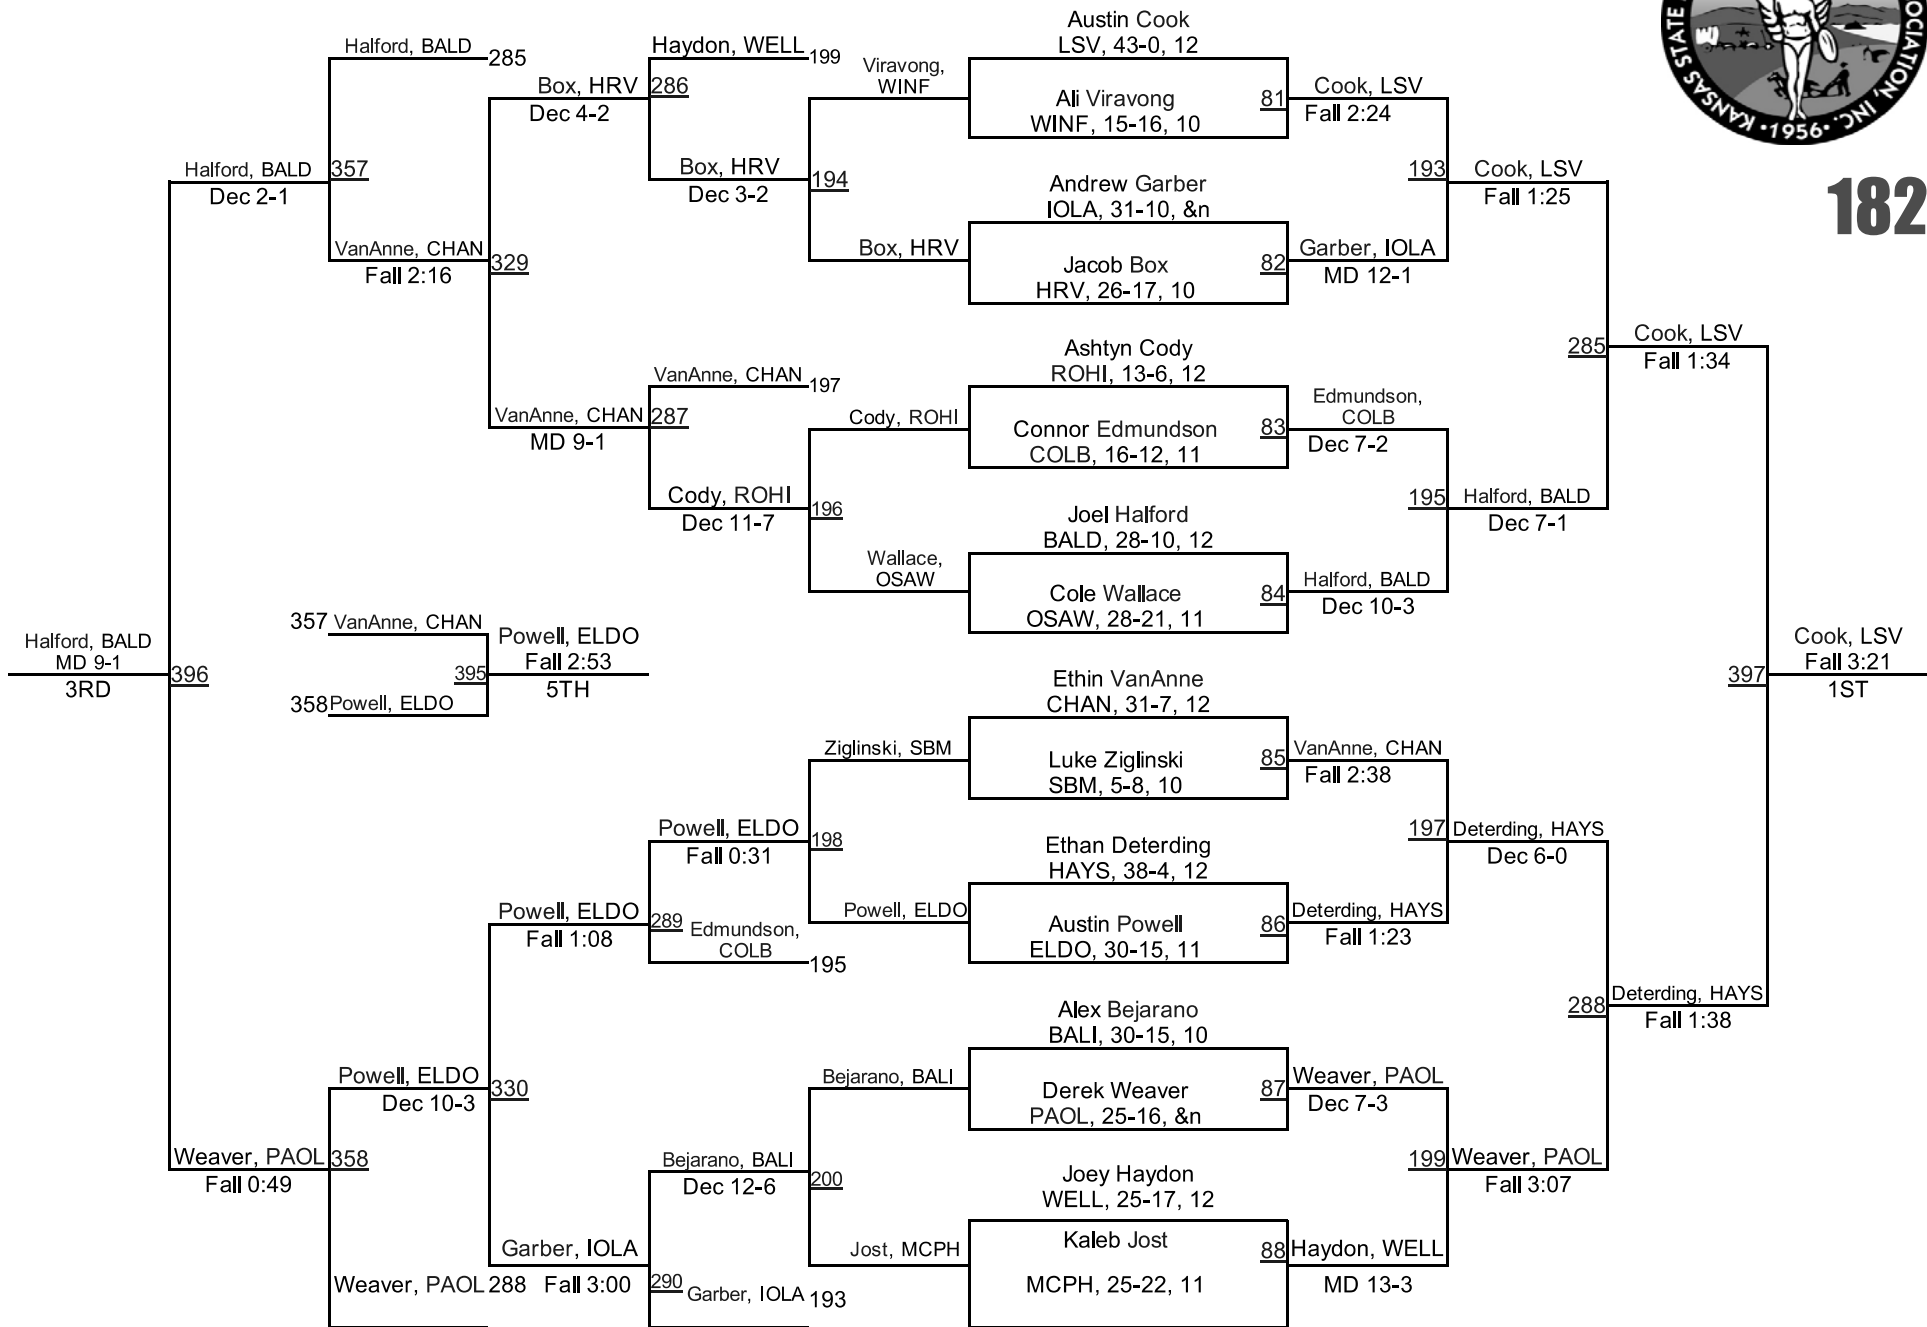 KANSAS STATE
OCIATION, INC.
·1956·
182
Austin Cook
LSV, 43-0, 12
Ali Viravong
WINF, 15-16, 10
81
Andrew Garber
IOLA, 31-10, &n
Jacob Box
HRV, 26-17, 10
82
Ashtyn Cody
ROHI, 13-6, 12
Connor Edmundson
COLB, 16-12, 11
83
Joel Halford
BALD, 28-10, 12
Cole Wallace
OSAW, 28-21, 11
84
Ethin VanAnne
CHAN, 31-7, 12
Luke Ziglinski
SBM, 5-8, 10
85
Ethan Deterding
HAYS, 38-4, 12
Austin Powell
ELDO, 30-15, 11
86
Alex Bejarano
BALI, 30-15, 10
Derek Weaver
PAOL, 25-16, &n
87
Joey Haydon
WELL, 25-17, 12
Kaleb Jost
MCPH, 25-22, 11
88
Cook, LSV
Fall 2:24
193
Garber, IOLA
MD 12-1
Edmundson,
COLB
Dec 7-2
195
Halford, BALD
Dec 10-3
VanAnne, CHAN
Fall 2:38
197
Deterding, HAYS
Fall 1:23
Weaver, PAOL
Dec 7-3
199
Haydon, WELL
MD 13-3
Cook, LSV
Fall 1:25
285
Halford, BALD
Dec 7-1
Deterding, HAYS
Dec 6-0
288
Weaver, PAOL
Fall 3:07
Cook, LSV
Fall 1:34
397
Deterding, HAYS
Fall 1:38
Cook, LSV
Fall 3:21
1ST
Viravong,
WINF
194
Box, HRV
Cody, ROHI
196
Wallace,
OSAW
Ziglinski, SBM
198
Powell, ELDO
Bejarano, BALI
200
Jost, MCPH
Haydon, WELL
199
286
Box, HRV
Dec 3-2
VanAnne, CHAN
197
287
Cody, ROHI
Dec 11-7
Powell, ELDO
Fall 0:31
289
Edmundson,
COLB
195
Bejarano, BALI
Dec 12-6
290
Garber, IOLA
193
Box, HRV
Dec 4-2
329
VanAnne, CHAN
MD 9-1
Powell, ELDO
Fall 1:08
330
Garber, IOLA
Fall 3:00
Halford, BALD
285
357
VanAnne, CHAN
Fall 2:16
Powell, ELDO
Dec 10-3
358
Weaver, PAOL
288
Halford, BALD
Dec 2-1
396
Weaver, PAOL
Fall 0:49
Halford, BALD
MD 9-1
3RD
357
VanAnne, CHAN
395
358
Powell, ELDO
Powell, ELDO
Fall 2:53
5TH